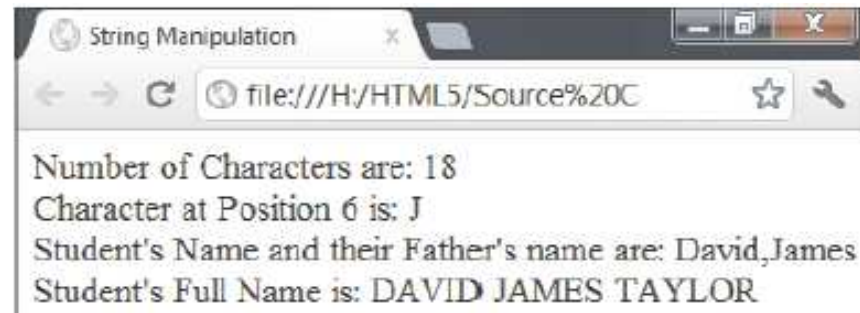 String Manipulation
file:///H:/HTML5/Source%20C
Number of Characters are: 18
Character at Position 6 is: J
Student's Name and their Father's name are: David,James
Student's Full Name is: DAVID JAMES TAYLOR